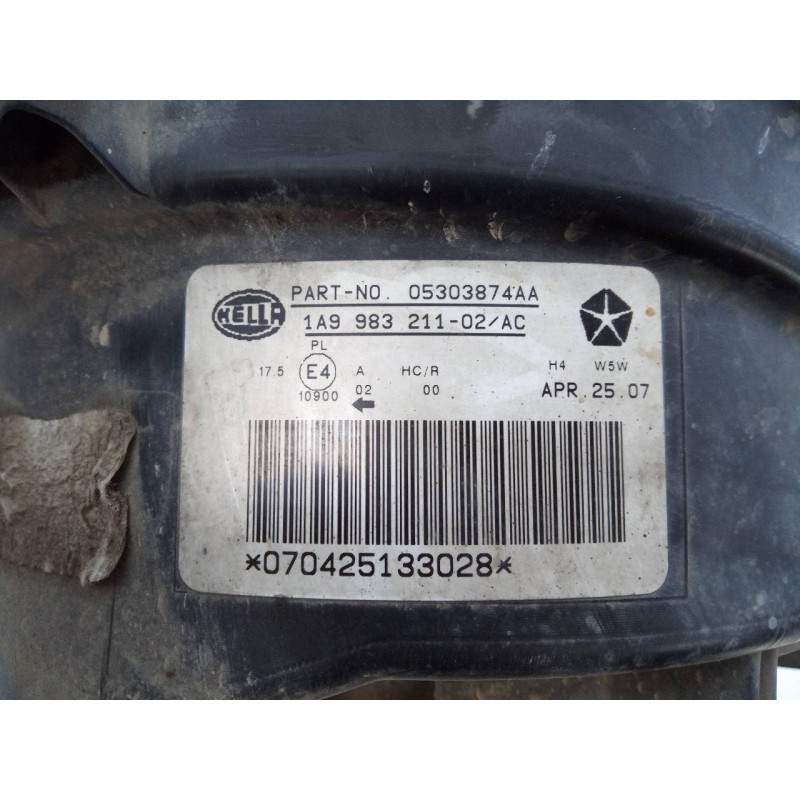 HELLA
PART-NO. 05303874AA
1A9 983 211-02/AC
PL
17.5 E4 A HC/R H4 W5W
10900 02 00 APR.25.07
*070425133028*